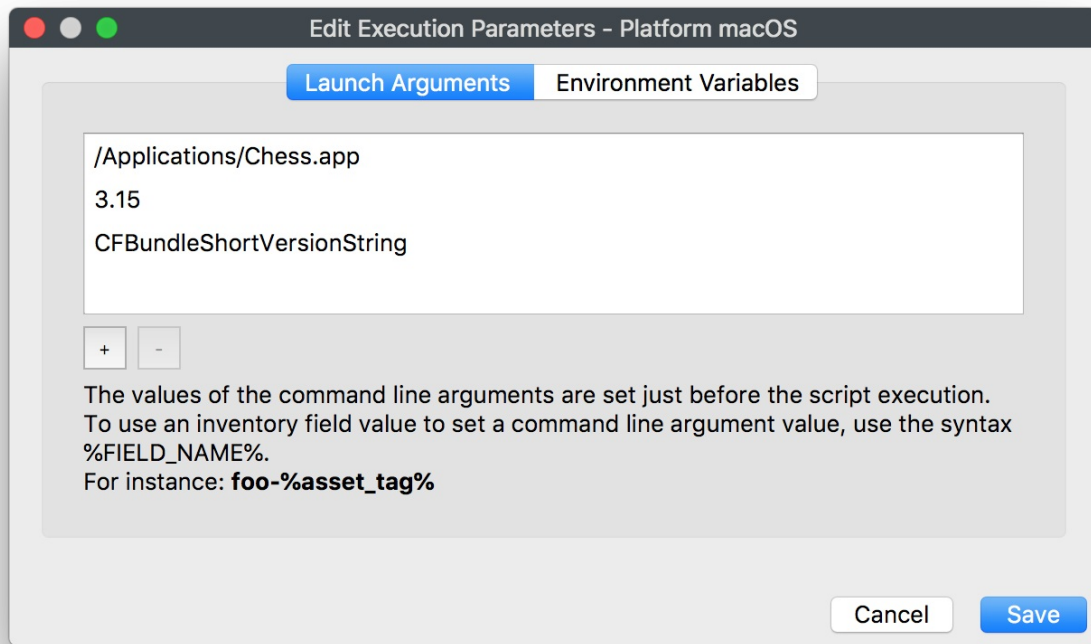 Edit Execution Parameters - Platform macOS
Launch Arguments
Environment Variables
/Applications/Chess.app
3.15
CFBundleShortVersionString
+
-
The values of the command line arguments are set just before the script execution.
To use an inventory field value to set a command line argument value, use the syntax
%FIELD_NAME%.
For instance: foo-%asset_tag%
Cancel
Save